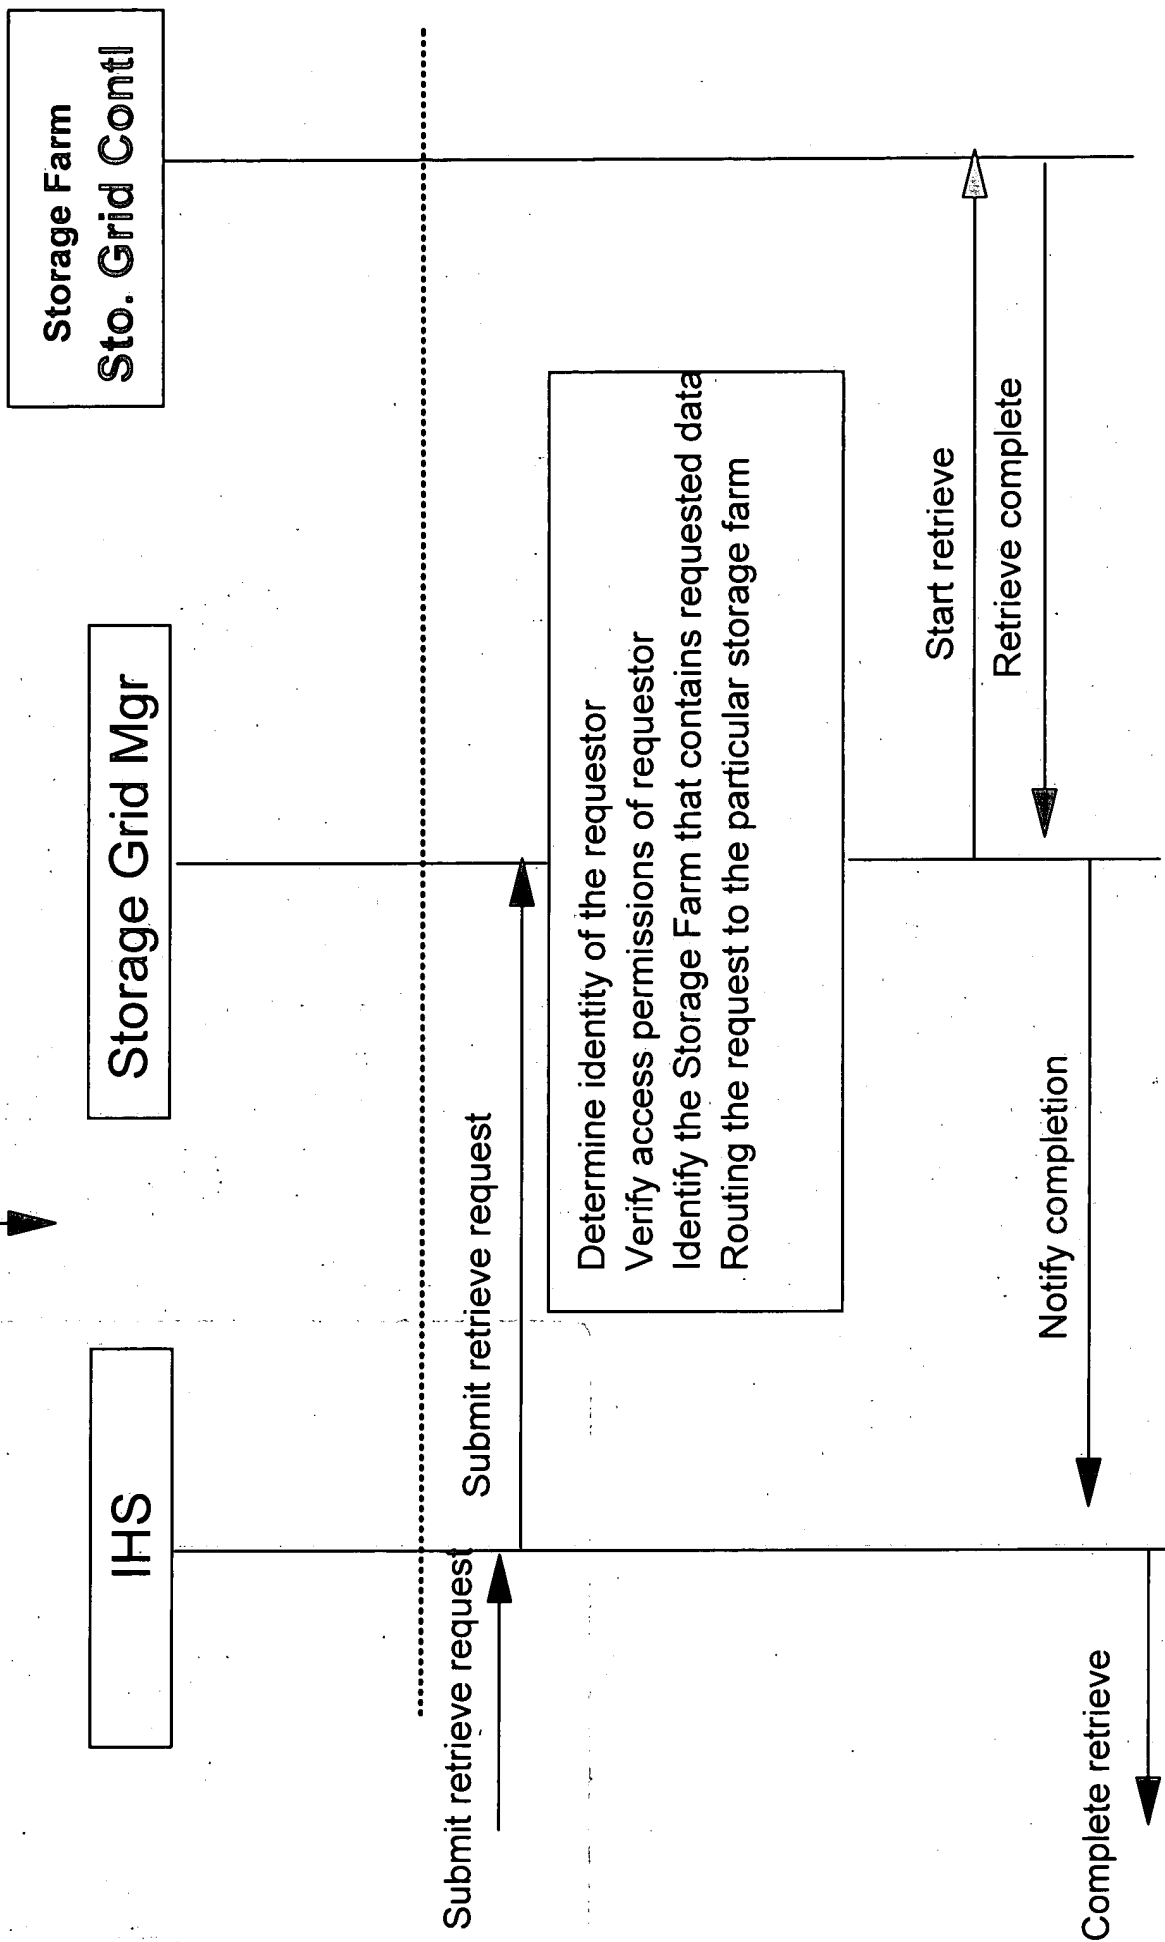 IHS
Storage Grid Mgr
Storage Farm
Sto. Grid Contl
Submit retrieve request
Submit retrieve request
Determine identity of the requestor
Verify access permissions of requestor
Identify the Storage Farm that contains requested data
Routing the request to the particular storage farm
Start retrieve
Retrieve complete
Notify completion
Complete retrieve